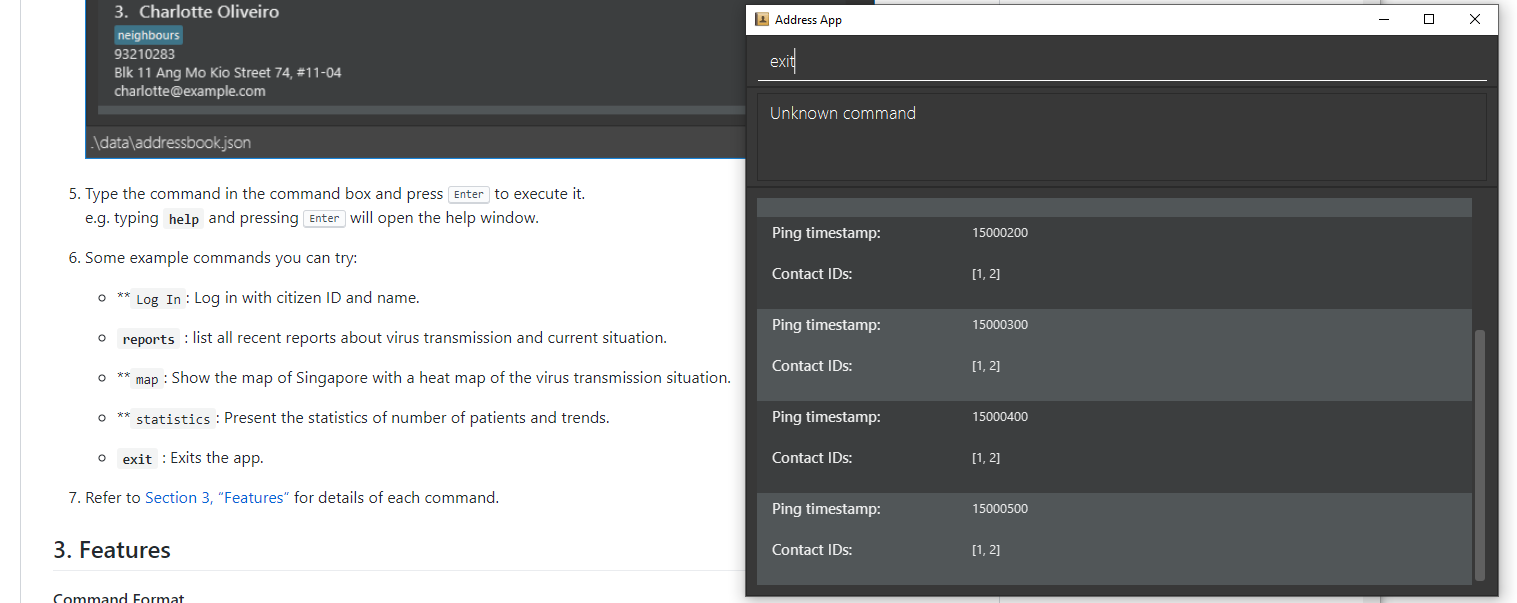 3. Charlotte Oliveiro
neighbours
93210283
Blk 11 Ang Mo Kio Street 74, #11-04
charlotte@example.com
.\data\addressbook.json
5. Type the command in the command box and press Enter to execute it.
e.g. typing help and pressing Enter will open the help window.
6. Some example commands you can try:
** Log In : Log in with citizen ID and name.
reports : list all recent reports about virus transmission and current situation.
** map : Show the map of Singapore with a heat map of the virus transmission situation.
** statistics : Present the statistics of number of patients and trends.
exit : Exits the app.
7. Refer to Section 3, “Features” for details of each command.
3. Features
Command Format
Address App
exit
Unknown command
Ping timestamp: 15000200
Contact IDs: [1, 2]
Ping timestamp: 15000300
Contact IDs: [1, 2]
Ping timestamp: 15000400
Contact IDs: [1, 2]
Ping timestamp: 15000500
Contact IDs: [1, 2]